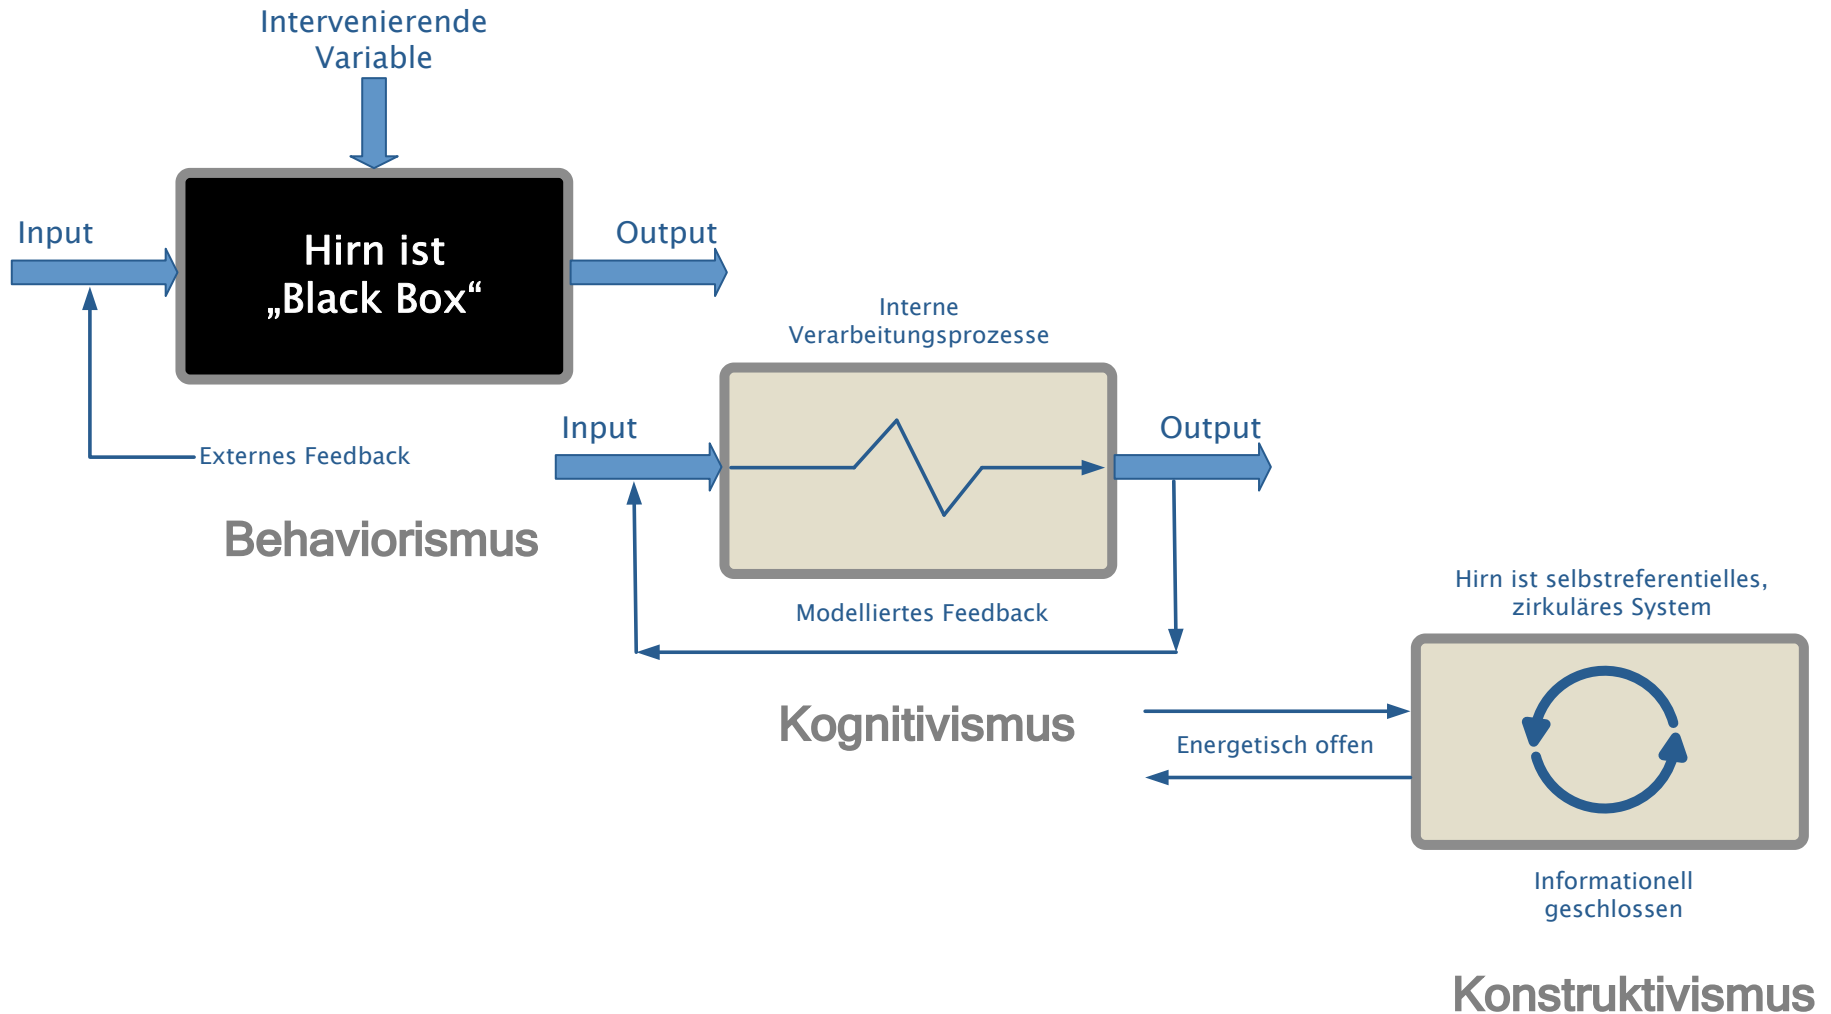 Intervenierende
Variable
Input
Hirn ist
„Black Box“
Output
Externes Feedback
Behaviorismus
Interne
Verarbeitungsprozesse
Input
Output
Modelliertes Feedback
Kognitivismus
Hirn ist selbstreferentielles,
zirkuläres System
Energetisch offen
Informationell
geschlossen
Konstruktivismus